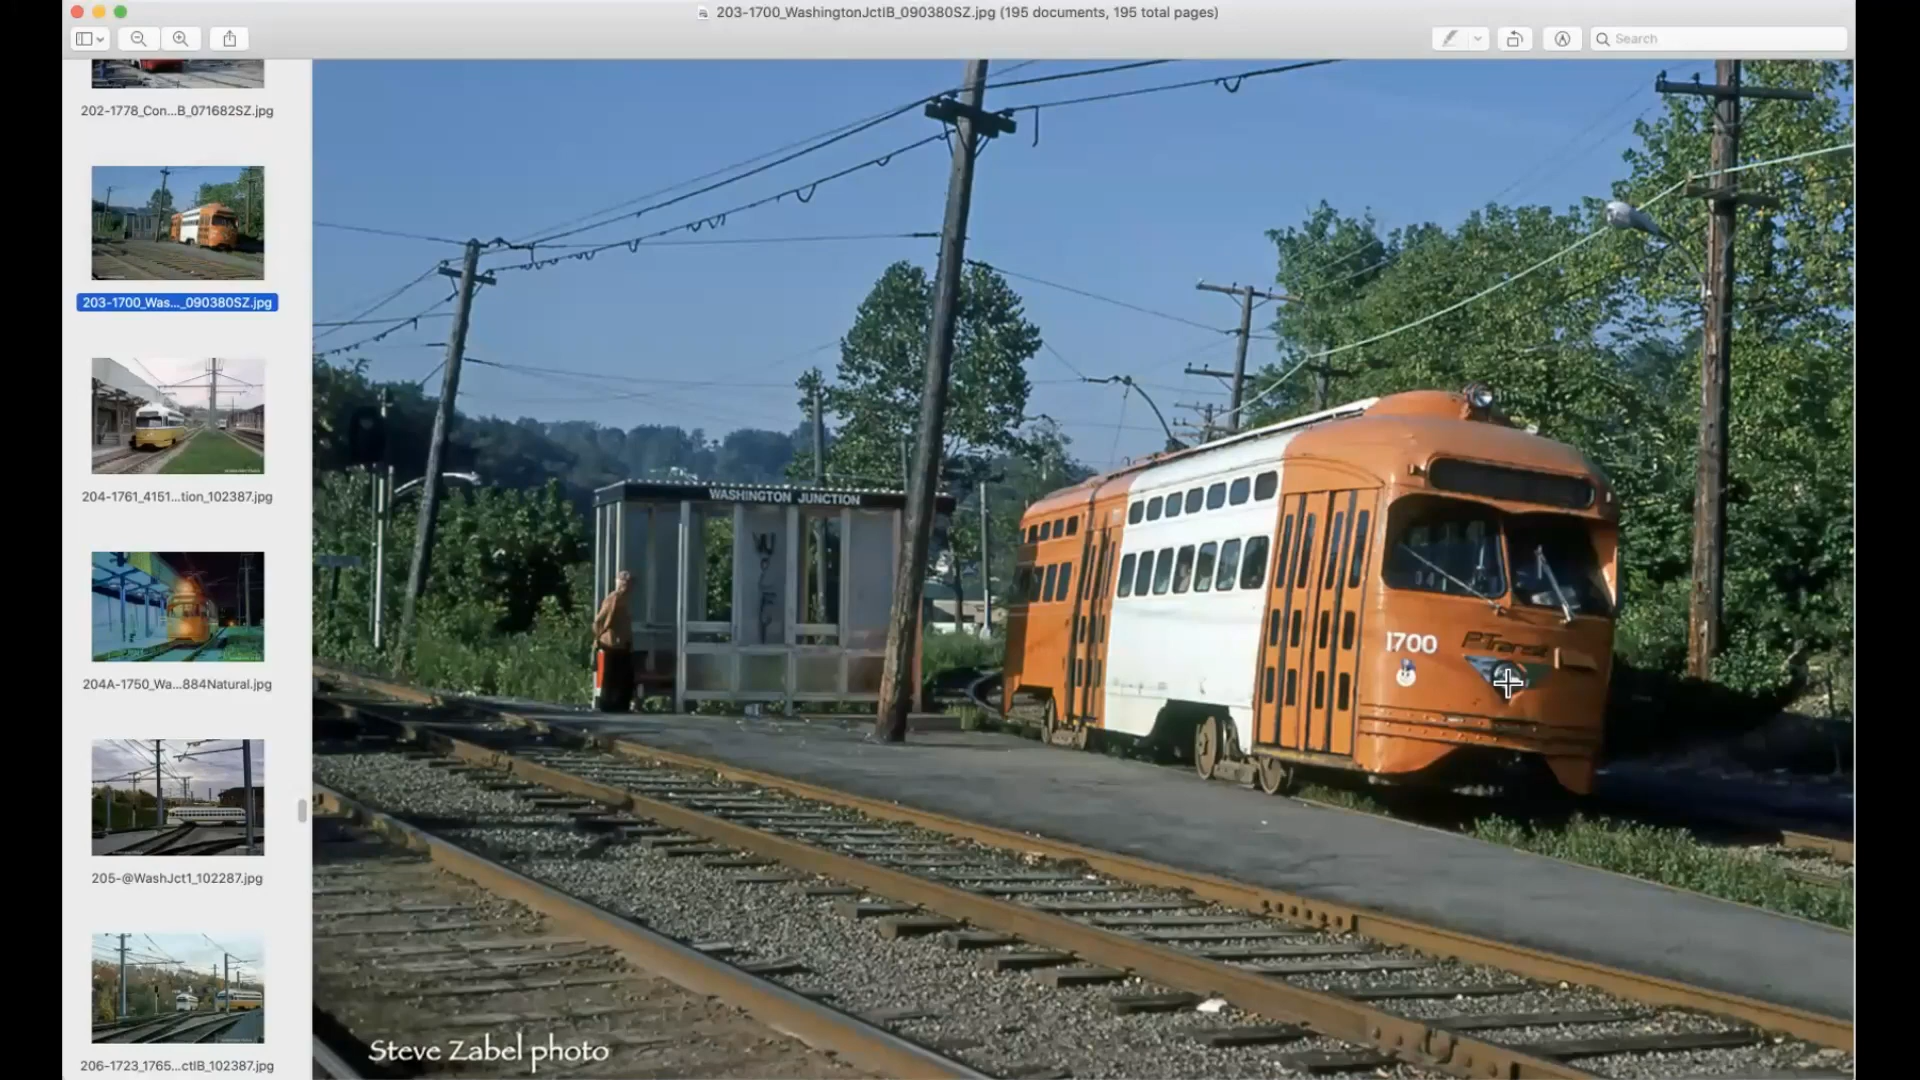 203-1700_WashingtonJctIB_090380SZ.jpg (195 documents, 195 total pages)
Search
202-1778_Con...B_071682SZ.jpg
203-1700_Was..._090380SZ.jpg
204-1761_4151...tion_102387.jpg
204A-1750_Wa...884Natural.jpg
205-@WashJct1_102287.jpg
206-1723_1765...ctIB_102387.jpg
WASHINGTON JUNCTION
1700
Steve Zabel photo